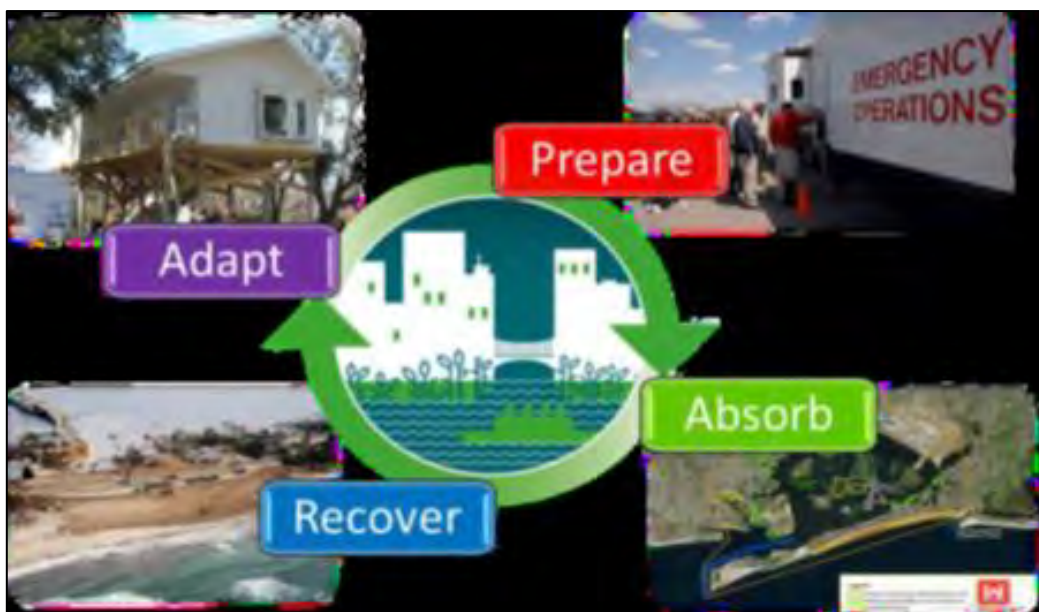 EMERGENCY
OPERATIONS
Prepare
Adapt
Absorb
Recover